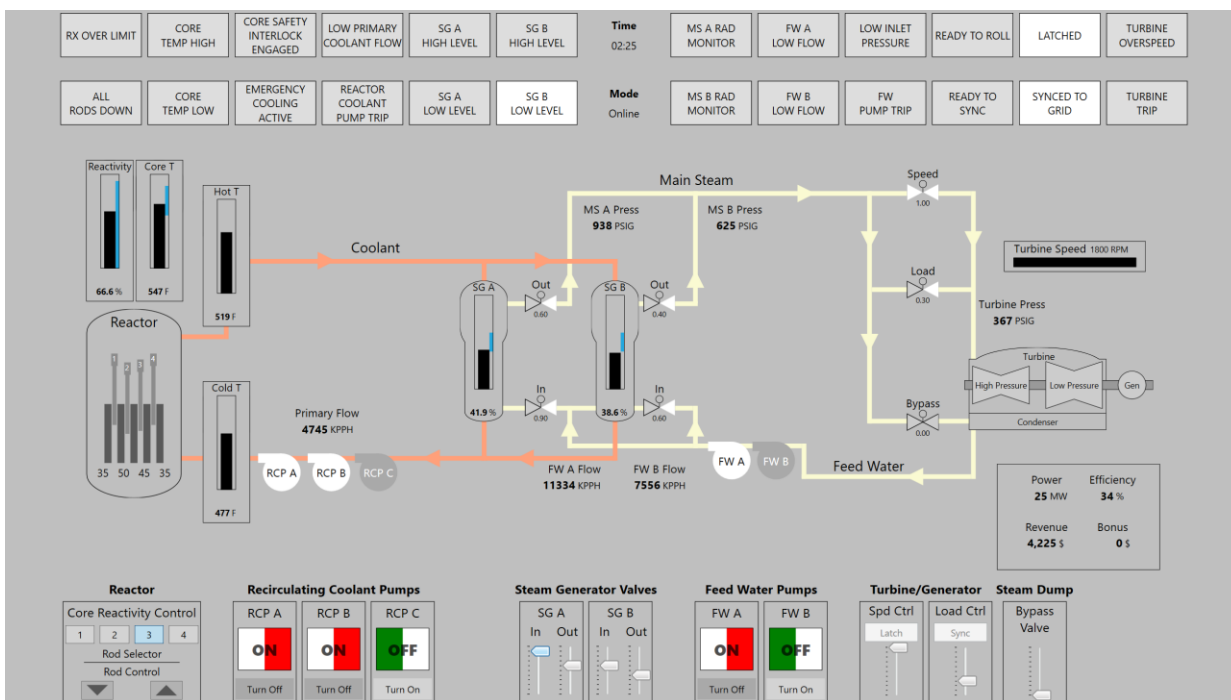 RX OVER LIMIT
CORE
TEMP HIGH
CORE SAFETY
INTERLOCK
ENGAGED
LOW PRIMARY
COOLANT FLOW
SG A
HIGH LEVEL
SG B
HIGH LEVEL
Time
02:25
MS A RAD
MONITOR
FW A
LOW FLOW
LOW INLET
PRESSURE
READY TO ROLL
LATCHED
TURBINE
OVERSPEED
ALL
RODS DOWN
CORE
TEMP LOW
EMERGENCY
COOLING
ACTIVE
REACTOR
COOLANT
PUMP TRIP
SG A
LOW LEVEL
SG B
LOW LEVEL
Mode
Online
MS B RAD
MONITOR
FW B
LOW FLOW
FW
PUMP TRIP
READY TO
SYNC
SYNCED TO
GRID
TURBINE
TRIP
Reactivity
66.6 %
Core T
547 F
Hot T
519 F
Coolant
Main Steam
MS A Press
938 PSIG
MS B Press
625 PSIG
Speed
1.00
Turbine Speed 1800 RPM
Load
0.30
Turbine Press
367 PSIG
SG A
41.9 %
Out
0.60
In
0.90
SG B
38.6 %
Out
0.40
In
0.60
Reactor
1
2
3
4
35 50 45 35
Cold T
477 F
Primary Flow
4745 KPPH
RCP A
RCP B
RCP C
FW A Flow
11334 KPPH
FW B Flow
7556 KPPH
FW A
FW B
Feed Water
Bypass
0.00
Turbine
High Pressure
Low Pressure
Gen
Condenser
Power
25 MW
Efficiency
34 %
Revenue
4,225 $
Bonus
0 $
Reactor
Core Reactivity Control
1 2 3 4
Rod Selector
Rod Control
Recirculating Coolant Pumps
RCP A
ON
Turn Off
RCP B
ON
Turn Off
RCP C
OFF
Turn On
Steam Generator Valves
SG A
In Out
SG B
In Out
Feed Water Pumps
FW A
ON
Turn Off
FW B
OFF
Turn On
Turbine/Generator
Spd Ctrl
Latch
Load Ctrl
Sync
Steam Dump
Bypass
Valve